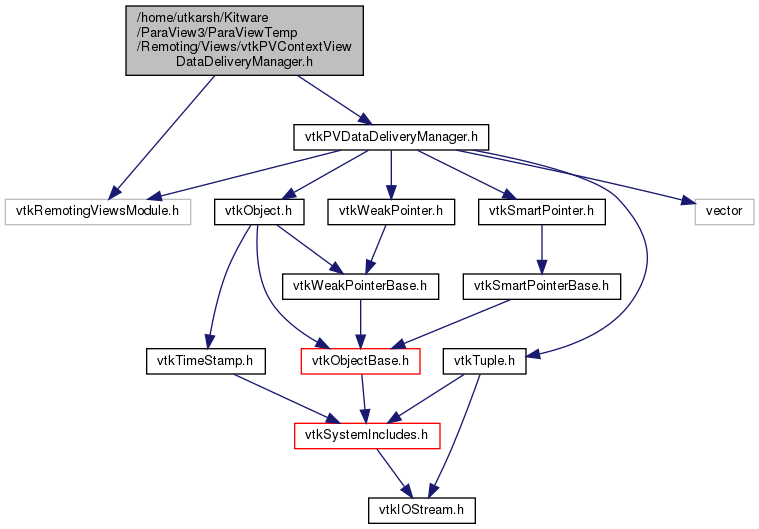 /home/utkarsh/Kitware
/ParaView3/ParaViewTemp
/Remoting/Views/vtkPVContextView
DataDeliveryManager.h
vtkPVDataDeliveryManager.h
vtkRemotingViewsModule.h
vtkObject.h
vtkWeakPointer.h
vtkSmartPointer.h
vector
vtkWeakPointerBase.h
vtkSmartPointerBase.h
vtkTimeStamp.h
vtkObjectBase.h
vtkTuple.h
vtkSystemIncludes.h
vtkIOStream.h